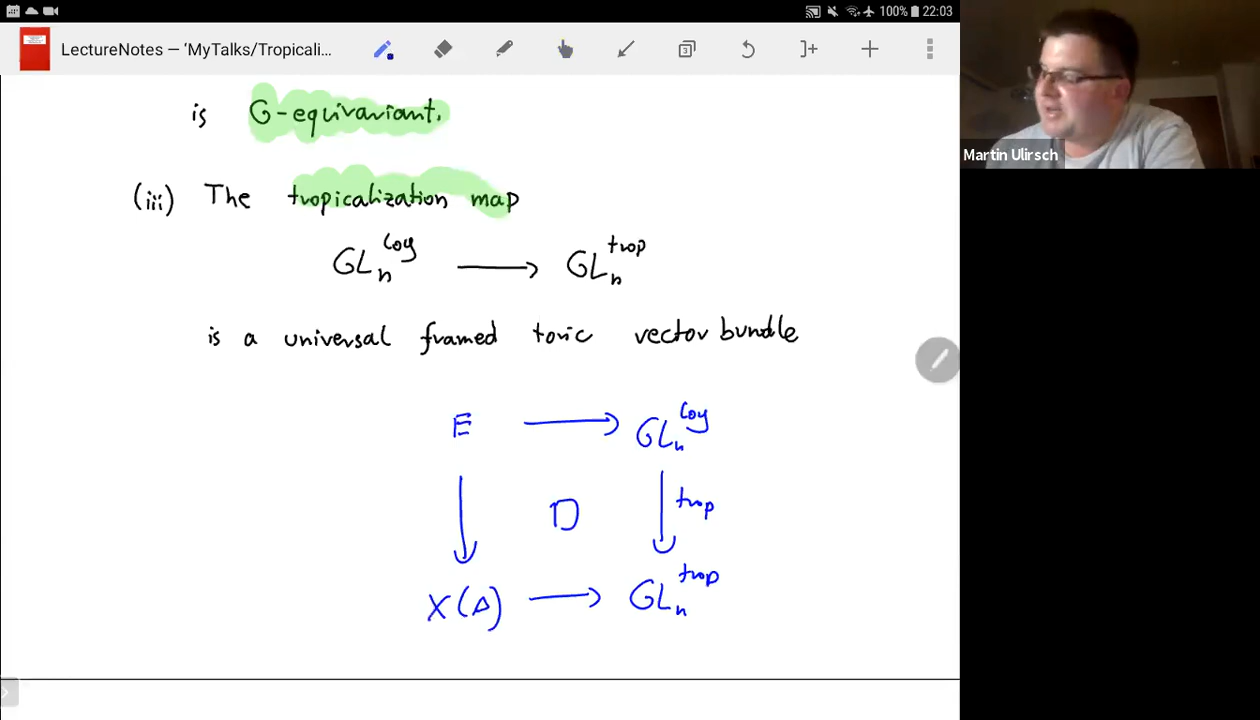 100% 22:03
LectureNotes — ‘MyTalks/Tropicali...
3
is G-equivariant.
(iii) The tropicalization map
GL_n^log → GL_n^trop
is a universal framed toric vector bundle
E → GL_n^log
↓ □ ↓ trop
X(Δ) → GL_n^trop
Martin Ulirsch